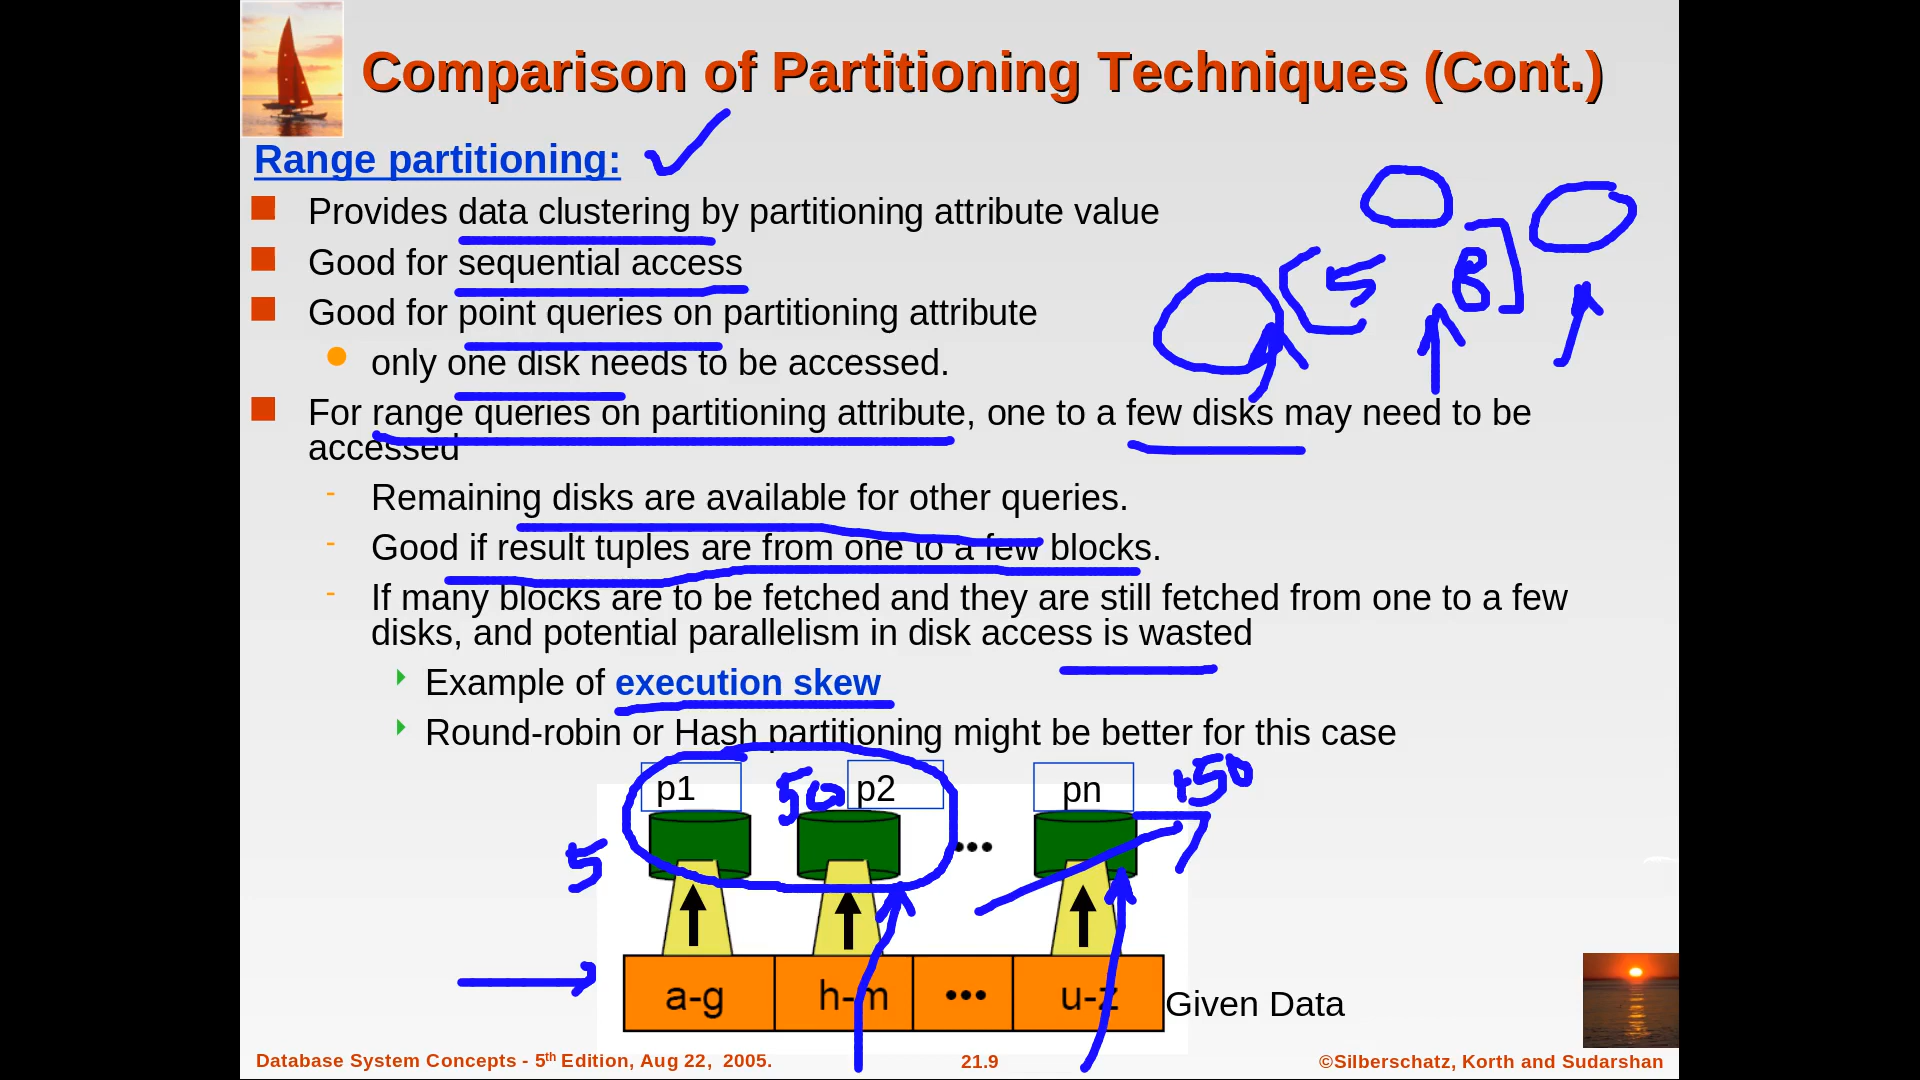 Comparison of Partitioning Techniques (Cont.)
Range partitioning:
Provides data clustering by partitioning attribute value
Good for sequential access
Good for point queries on partitioning attribute
only one disk needs to be accessed.
For range queries on partitioning attribute, one to a few disks may need to be
accessed
Remaining disks are available for other queries.
Good if result tuples are from one to a few blocks.
If many blocks are to be fetched and they are still fetched from one to a few
disks, and potential parallelism in disk access is wasted
Example of execution skew
Round-robin or Hash partitioning might be better for this case
5 8
p1 50 p2 pn 50
5
a-g h-m ••• u-z Given Data
Database System Concepts - 5th Edition, Aug 22, 2005. 21.9 ©Silberschatz, Korth and Sudarshan